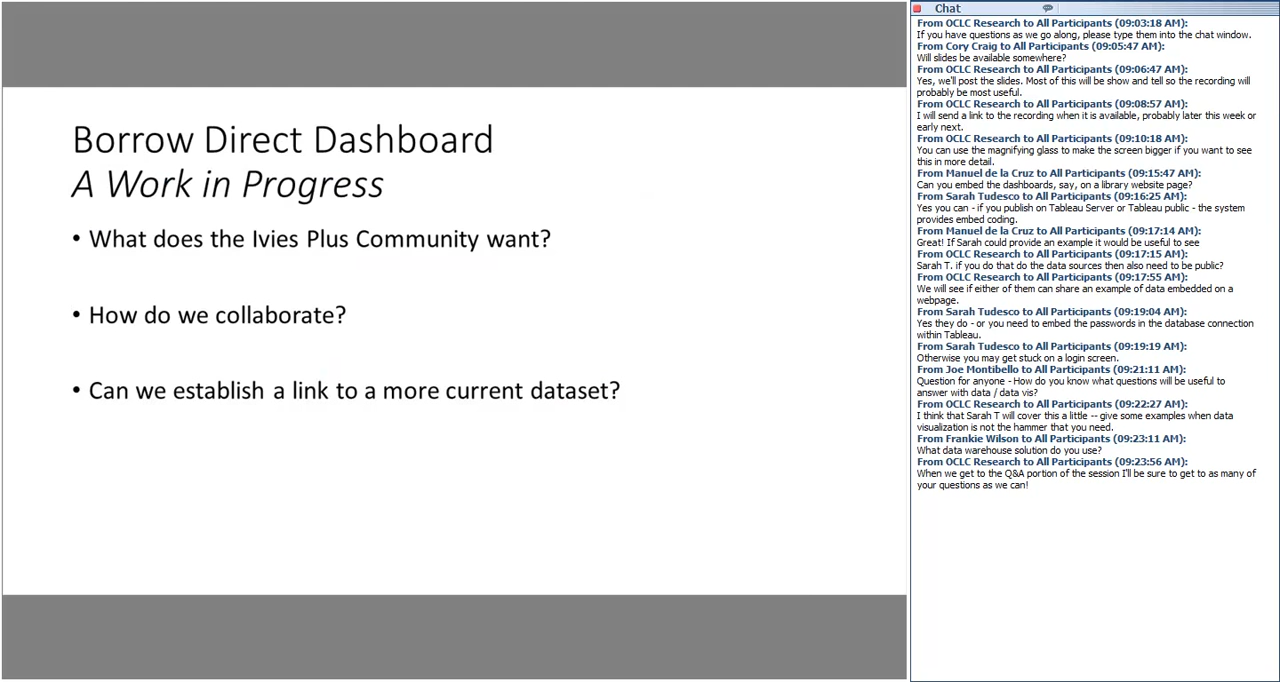 Borrow Direct Dashboard
A Work in Progress
• What does the Ivies Plus Community want?
• How do we collaborate?
• Can we establish a link to a more current dataset?
Chat
From OCLC Research to All Participants (09:03:18 AM):
If you have questions as we go along, please type them into the chat window.
From Cory Craig to All Participants (09:05:47 AM):
Will slides be available somewhere?
From OCLC Research to All Participants (09:06:47 AM):
Yes, we'll post the slides. Most of this will be show and tell so the recording will
probably be most useful.
From OCLC Research to All Participants (09:08:57 AM):
I will send a link to the recording when it is available, probably later this week or
early next.
From OCLC Research to All Participants (09:10:18 AM):
You can use the magnifying glass to make the screen bigger if you want to see
this in more detail.
From Manuel de la Cruz to All Participants (09:15:47 AM):
Can you embed the dashboards, say, on a library website page?
From Sarah Tudesco to All Participants (09:16:25 AM):
Yes you can - if you publish on Tableau Server or Tableau public - the system
provides embed coding.
From Manuel de la Cruz to All Participants (09:17:14 AM):
Great! If Sarah could provide an example it would be useful to see
From OCLC Research to All Participants (09:17:15 AM):
Sarah T. if you do that do the data sources then also need to be public?
From OCLC Research to All Participants (09:17:55 AM):
We will see if either of them can share an example of data embedded on a
webpage.
From Sarah Tudesco to All Participants (09:19:04 AM):
Yes they do - or you need to embed the passwords in the database connection
within Tableau.
From Sarah Tudesco to All Participants (09:19:19 AM):
Otherwise you may get stuck on a login screen.
From Joe Montibello to All Participants (09:21:11 AM):
Question for anyone - How do you know what questions will be useful to
answer with data / data vis?
From OCLC Research to All Participants (09:22:27 AM):
I think that Sarah T will cover this a little -- give some examples when data
visualization is not the hammer that you need.
From Frankie Wilson to All Participants (09:23:11 AM):
What data warehouse solution do you use?
From OCLC Research to All Participants (09:23:56 AM):
When we get to the Q&A portion of the session I'll be sure to get to as many of
your questions as we can!